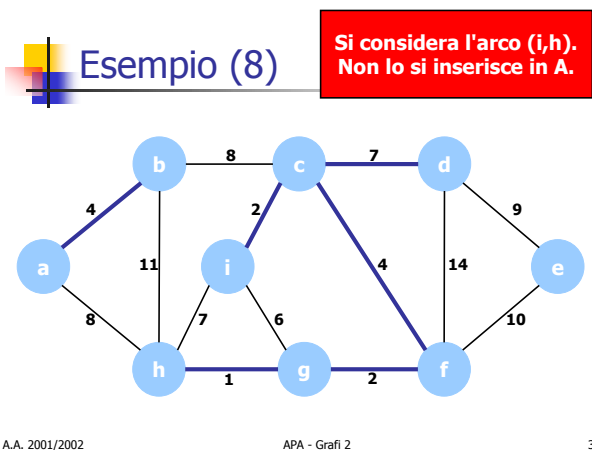 Esempio (8)
Si considera l'arco (i,h).
Non lo si inserisce in A.
b
8
c
7
d
4
2
9
a
11
i
4
14
e
8
7
6
10
h
1
g
2
f
A.A. 2001/2002
APA - Grafi 2
3